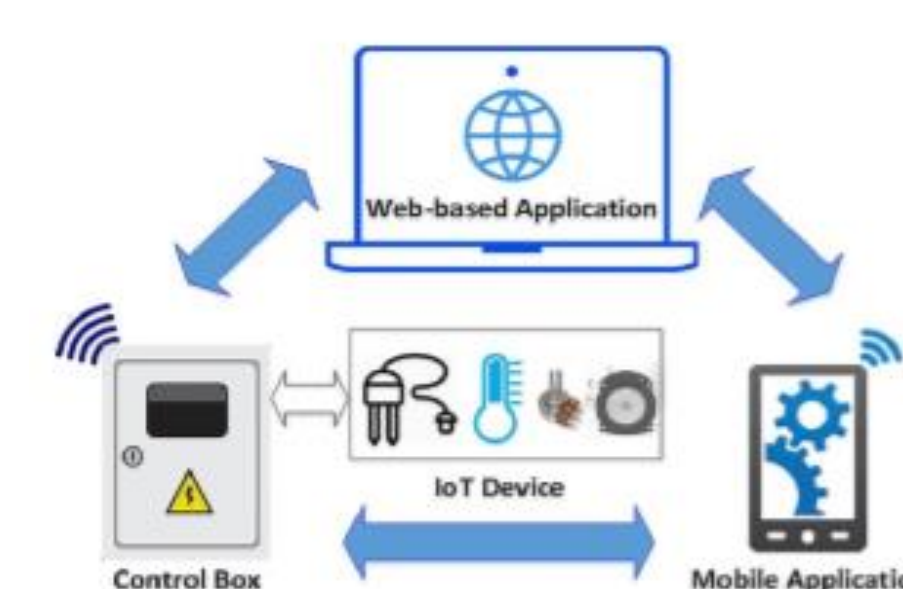 Web-based Application
IoT Device
Control Box
Mobile Applicatio